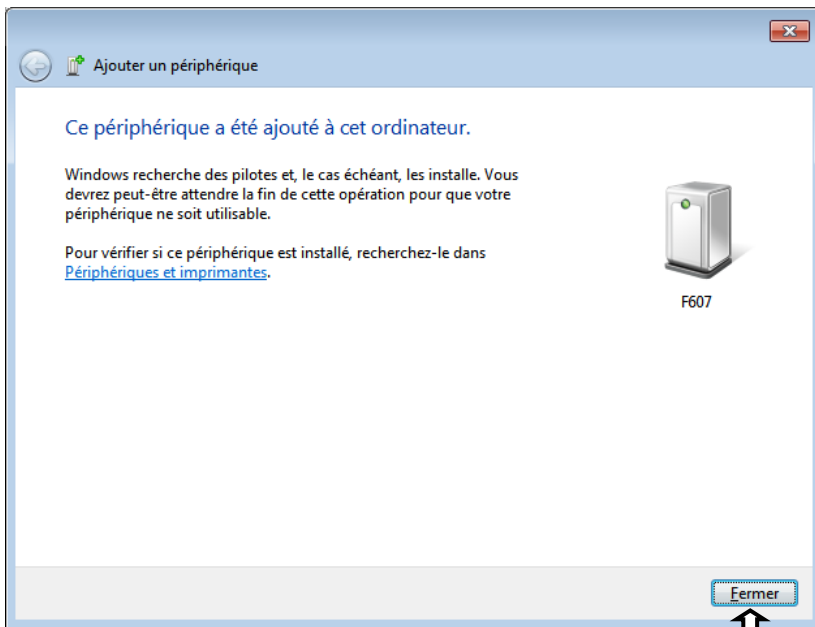 Ajouter un périphérique
Ce périphérique a été ajouté à cet ordinateur.
Windows recherche des pilotes et, le cas échéant, les installe. Vous
devrez peut-être attendre la fin de cette opération pour que votre
périphérique ne soit utilisable.
Pour vérifier si ce périphérique est installé, recherchez-le dans
Périphériques et imprimantes.
F607
Fermer